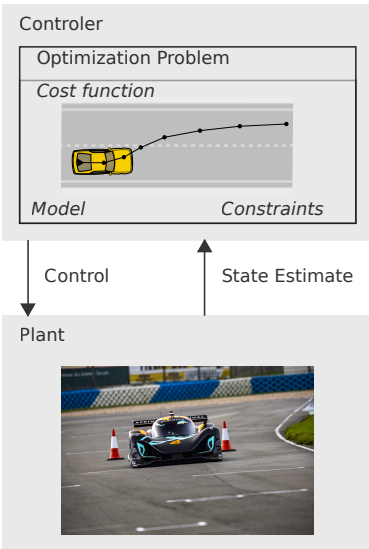 Controler
Optimization Problem
Cost function
Model
Constraints
Control
State Estimate
Plant